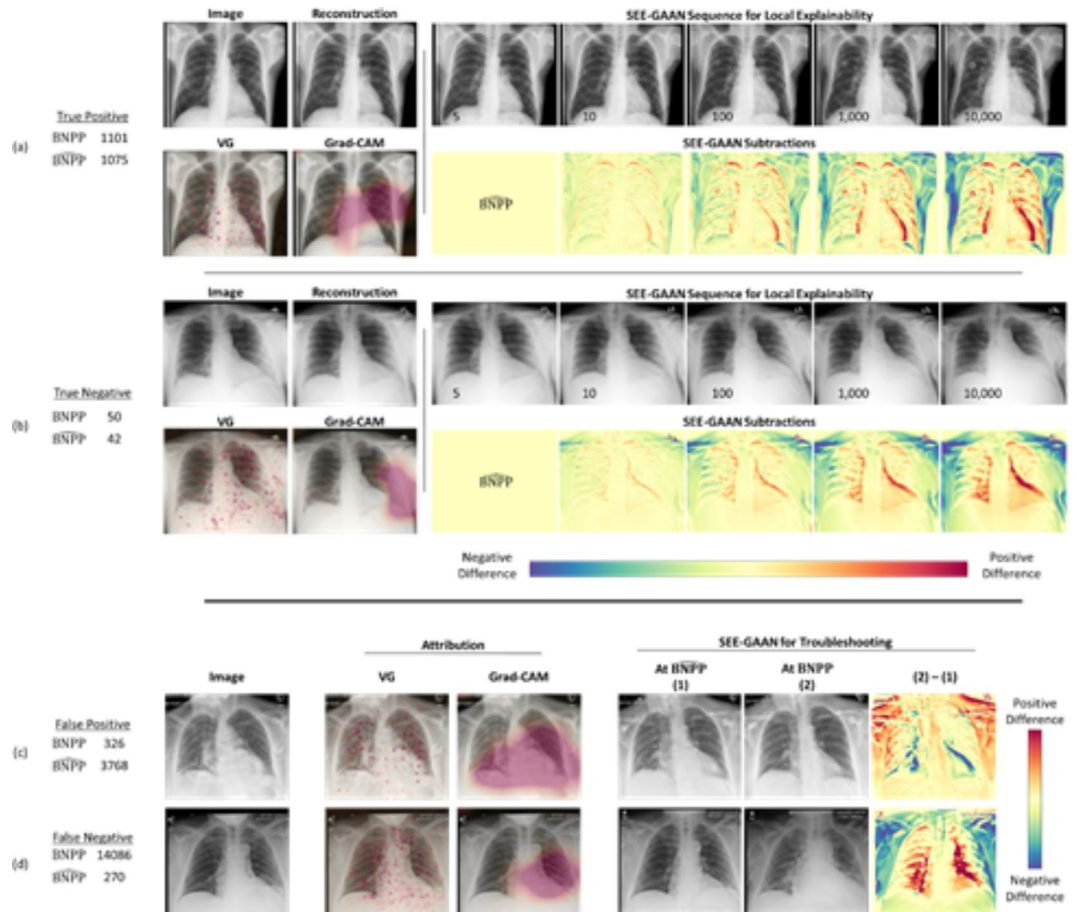 Image Reconstruction SEE-GAAN Sequence for Local Explainability
True Positive
BNPP 1101
B͡NPP 1075
(a)
5 10 100 1,000 10,000
VG Grad-CAM SEE-GAAN Subtractions
B͡NPP
Image Reconstruction SEE-GAAN Sequence for Local Explainability
True Negative
BNPP 50
B͡NPP 42
(b)
5 10 100 1,000 10,000
VG Grad-CAM SEE-GAAN Subtractions
B͡NPP
Negative Difference
Positive Difference
Attribution SEE-GAAN for Troubleshooting
Image VG Grad-CAM
At B͡NPP
(1)
At BNPP
(2)
(2) – (1)
Positive
Difference
False Positive
BNPP 326
B͡NPP 3768
(c)
False Negative
BNPP 14086
B͡NPP 270
(d)
Negative
Difference